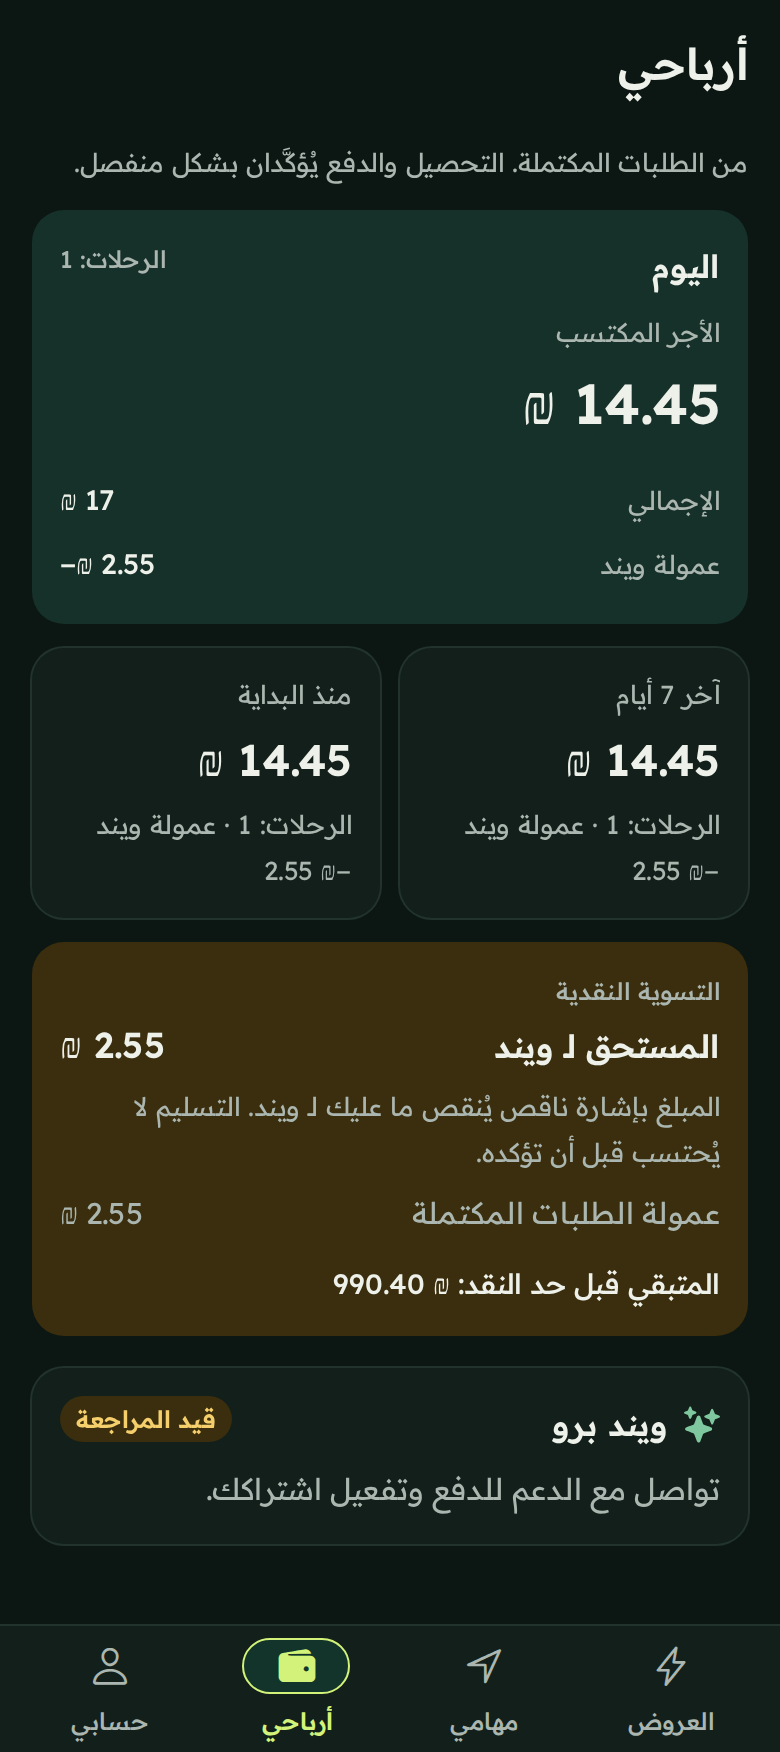 أرباحي
من الطلبات المكتملة. التحصيل والدفع يُؤكَّدان بشكل منفصل.
اليوم
الرحلات: 1
الأجر المكتسب
14.45 ₪
الإجمالي
17 ₪
عمولة ويند
2.55 ₪−
آخر 7 أيام
14.45 ₪
الرحلات: 1 · عمولة ويند
−₪ 2.55
منذ البداية
14.45 ₪
الرحلات: 1 · عمولة ويند
−₪ 2.55
التسوية النقدية
المستحق لـ ويند
2.55 ₪
المبلغ بإشارة ناقص يُنقص ما عليك لـ ويند. التسليم لا
يُحتسب قبل أن تؤكده.
عمولة الطلبات المكتملة
2.55 ₪
المتبقي قبل حد النقد: ₪ 990.40
ويند برو
قيد المراجعة
تواصل مع الدعم للدفع وتفعيل اشتراكك.
العروض
مهامي
أرباحي
حسابي